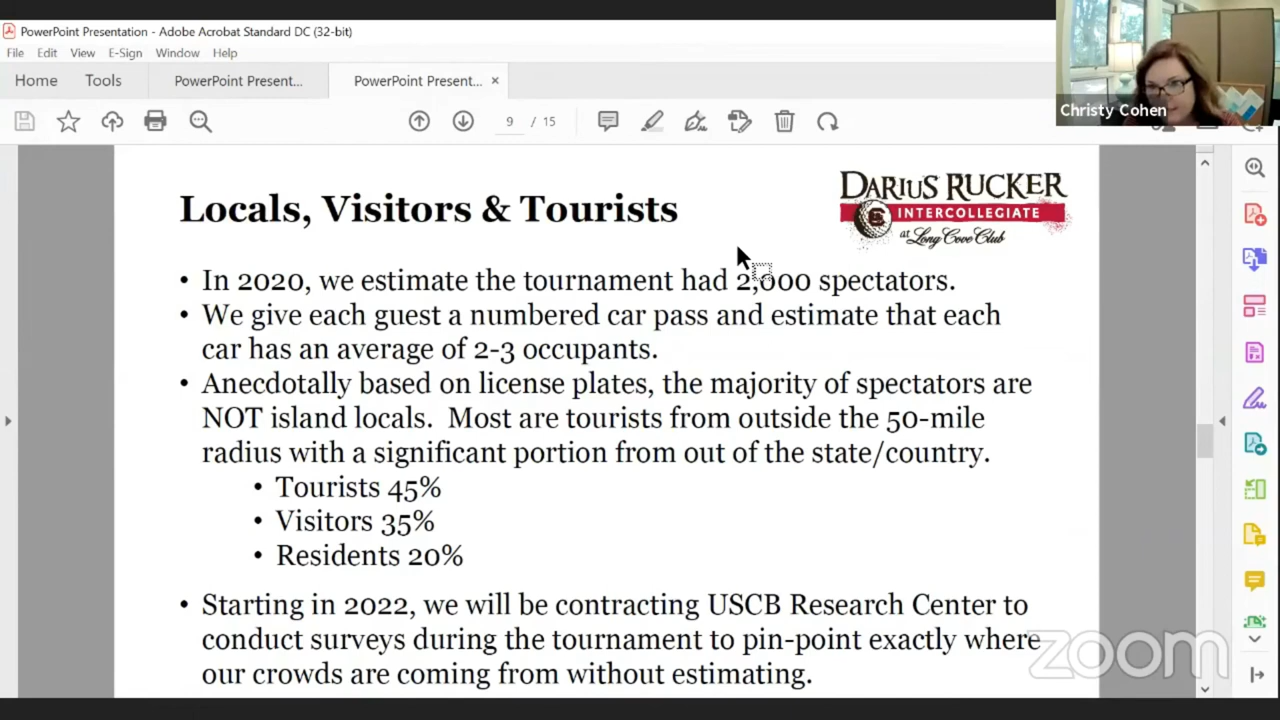 PowerPoint Presentation - Adobe Acrobat Standard DC (32-bit)
File Edit View E-Sign Window Help
Home Tools PowerPoint Present... PowerPoint Present... ×
9 / 15
Christy Cohen
Locals, Visitors & Tourists
DARIUS RUCKER
INTERCOLLEGIATE
at Long Cove Club
• In 2020, we estimate the tournament had 2,000 spectators.
• We give each guest a numbered car pass and estimate that each
car has an average of 2-3 occupants.
• Anecdotally based on license plates, the majority of spectators are
NOT island locals. Most are tourists from outside the 50-mile
radius with a significant portion from out of the state/country.
• Tourists 45%
• Visitors 35%
• Residents 20%
• Starting in 2022, we will be contracting USCB Research Center to
conduct surveys during the tournament to pin-point exactly where
our crowds are coming from without estimating.
zoom